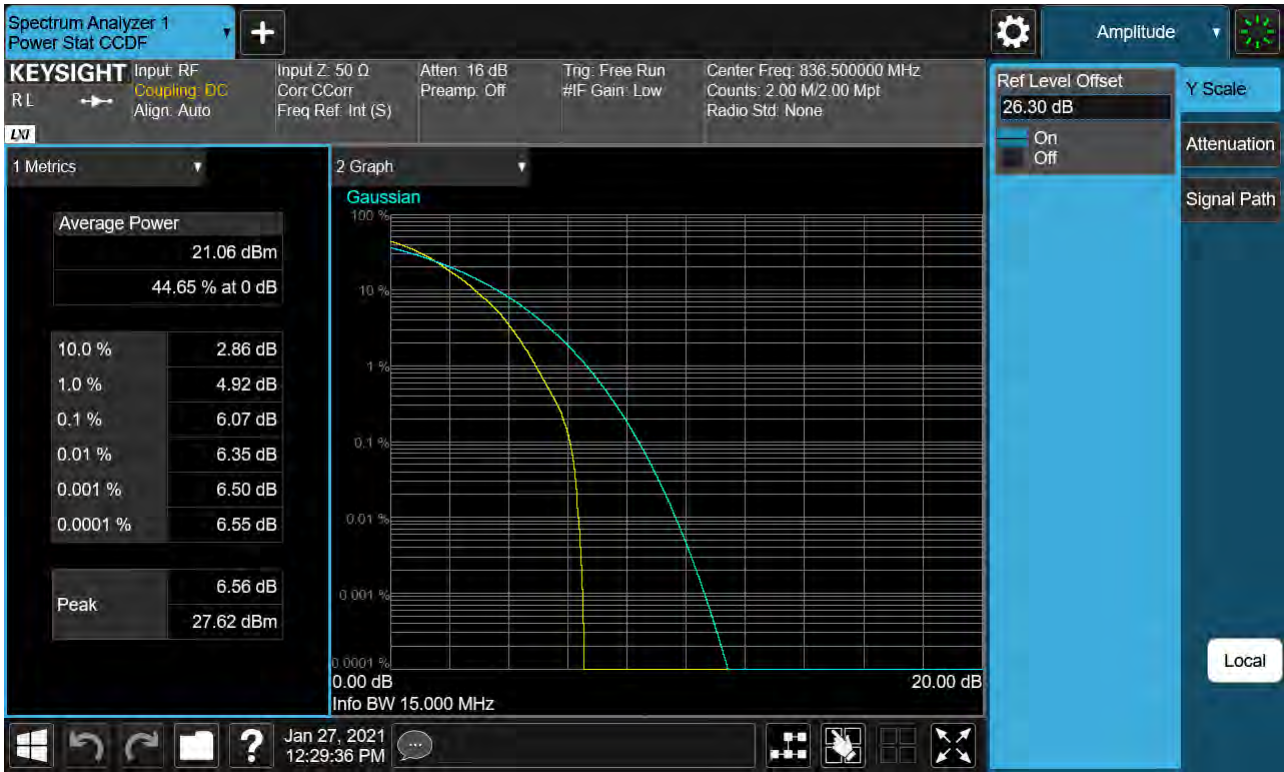 Spectrum Analyzer 1
Power Stat CCDF
Amplitude
KEYSIGHT
R L
LXI
Input: RF
Coupling: DC
Align: Auto
Input Z: 50 Ω
Corr CCorr
Freq Ref: Int (S)
Atten: 16 dB
Preamp: Off
Trig: Free Run
#IF Gain: Low
Center Freq: 836.500000 MHz
Counts: 2.00 M/2.00 Mpt
Radio Std: None
Ref Level Offset
26.30 dB
On
Off
Y Scale
Attenuation
Signal Path
Local
1 Metrics
Average Power
21.06 dBm
44.65 % at 0 dB
10.0 % 2.86 dB
1.0 % 4.92 dB
0.1 % 6.07 dB
0.01 % 6.35 dB
0.001 % 6.50 dB
0.0001 % 6.55 dB
Peak
6.56 dB
27.62 dBm
2 Graph
Gaussian
100 %
10 %
1 %
0.1 %
0.01 %
0.001 %
0.0001 %
0.00 dB 20.00 dB
Info BW 15.000 MHz
?
Jan 27, 2021
12:29:36 PM